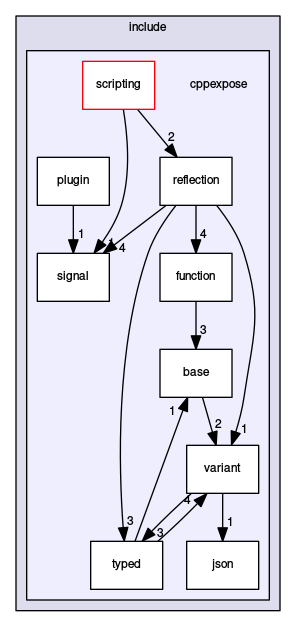 include
scripting cppexpose
2
plugin reflection
1 1 4 4
signal function
3
base
1 2 1
variant
4
3 3 1
typed json